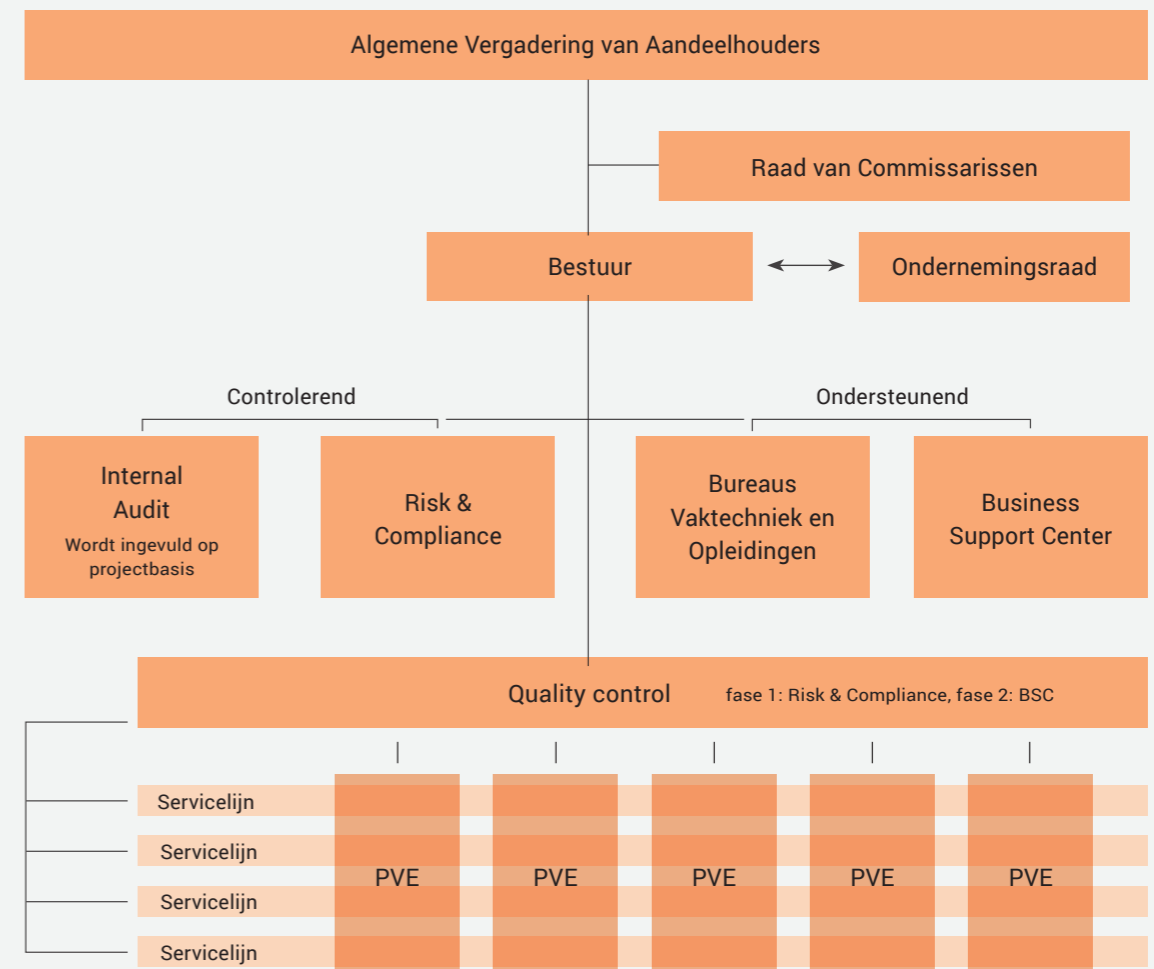 Algemene Vergadering van Aandeelhouders
Raad van Commissarissen
Bestuur
Ondernemingsraad
Controlerend
Ondersteunend
Internal
Audit
Wordt ingevuld op
projectbasis
Risk &
Compliance
Bureaus
Vaktechniek en
Opleidingen
Business
Support Center
Quality control
fase 1: Risk & Compliance, fase 2: BSC
Servicelijn
Servicelijn
Servicelijn
Servicelijn
PVE
PVE
PVE
PVE
PVE